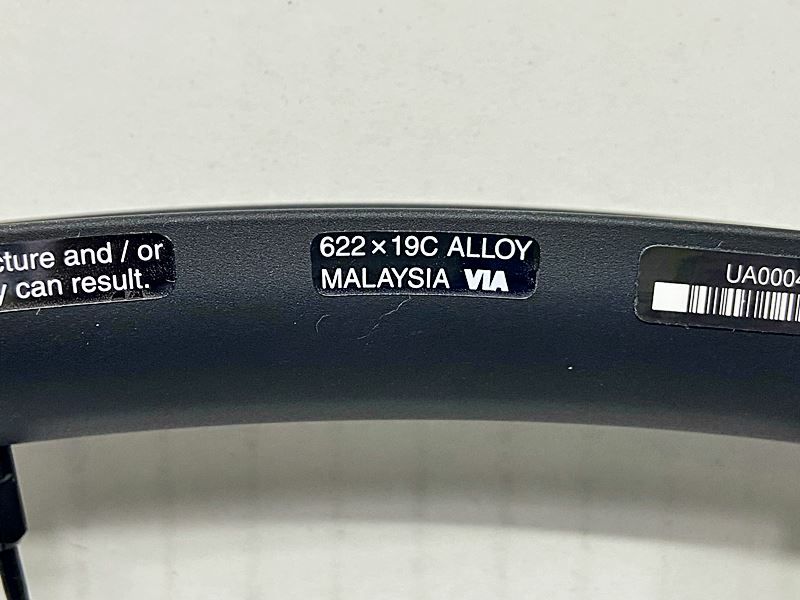 cture and / or
y can result.
622 × 19C ALLOY
MALAYSIA VIA
UA0004